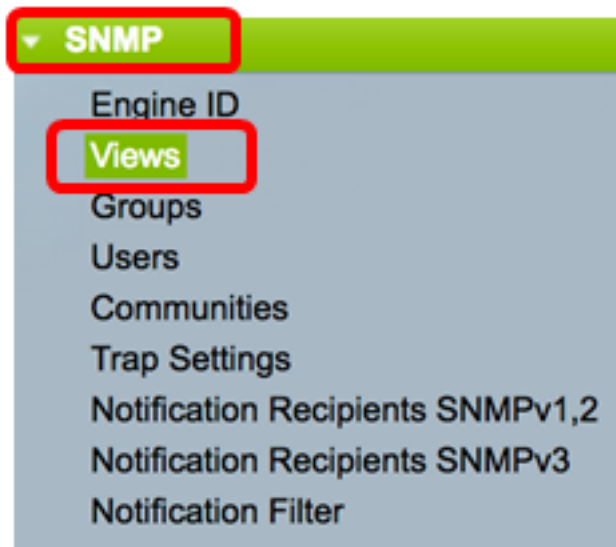 SNMP
Engine ID
Views
Groups
Users
Communities
Trap Settings
Notification Recipients SNMPv1,2
Notification Recipients SNMPv3
Notification Filter